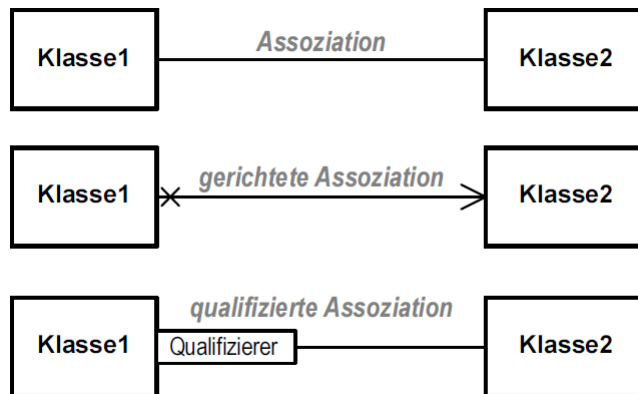 Assoziation
Klasse1
Klasse2
gerichtete Assoziation
Klasse1
Klasse2
qualifizierte Assoziation
Klasse1
Qualifizierer
Klasse2